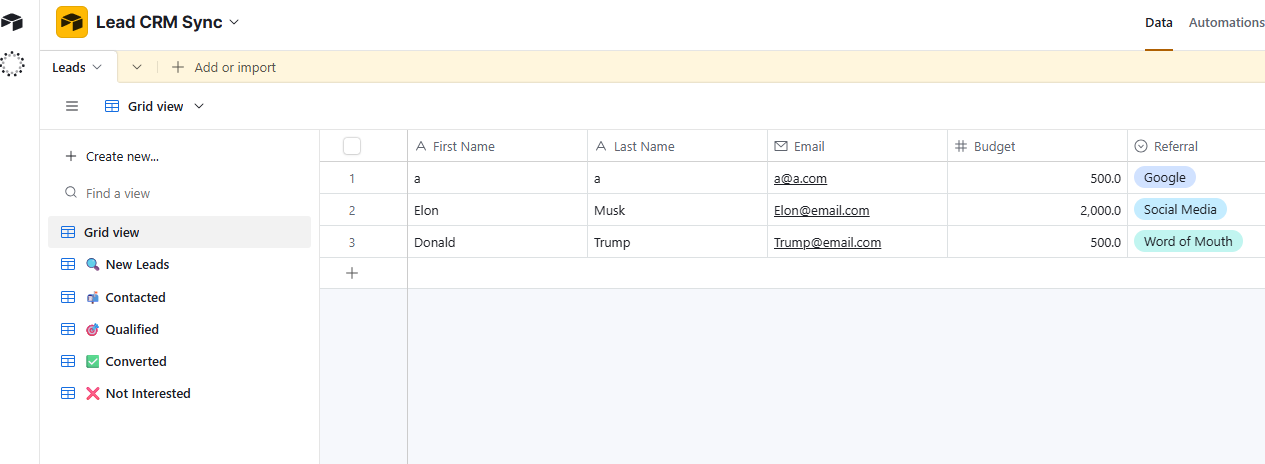 Lead CRM Sync
Data Automations
Leads Add or import
Grid view
Create new...
Find a view
Grid view
New Leads
Contacted
Qualified
Converted
Not Interested
First Name Last Name Email Budget Referral
1 a a a@a.com 500.0 Google
2 Elon Musk Elon@email.com 2,000.0 Social Media
3 Donald Trump Trump@email.com 500.0 Word of Mouth